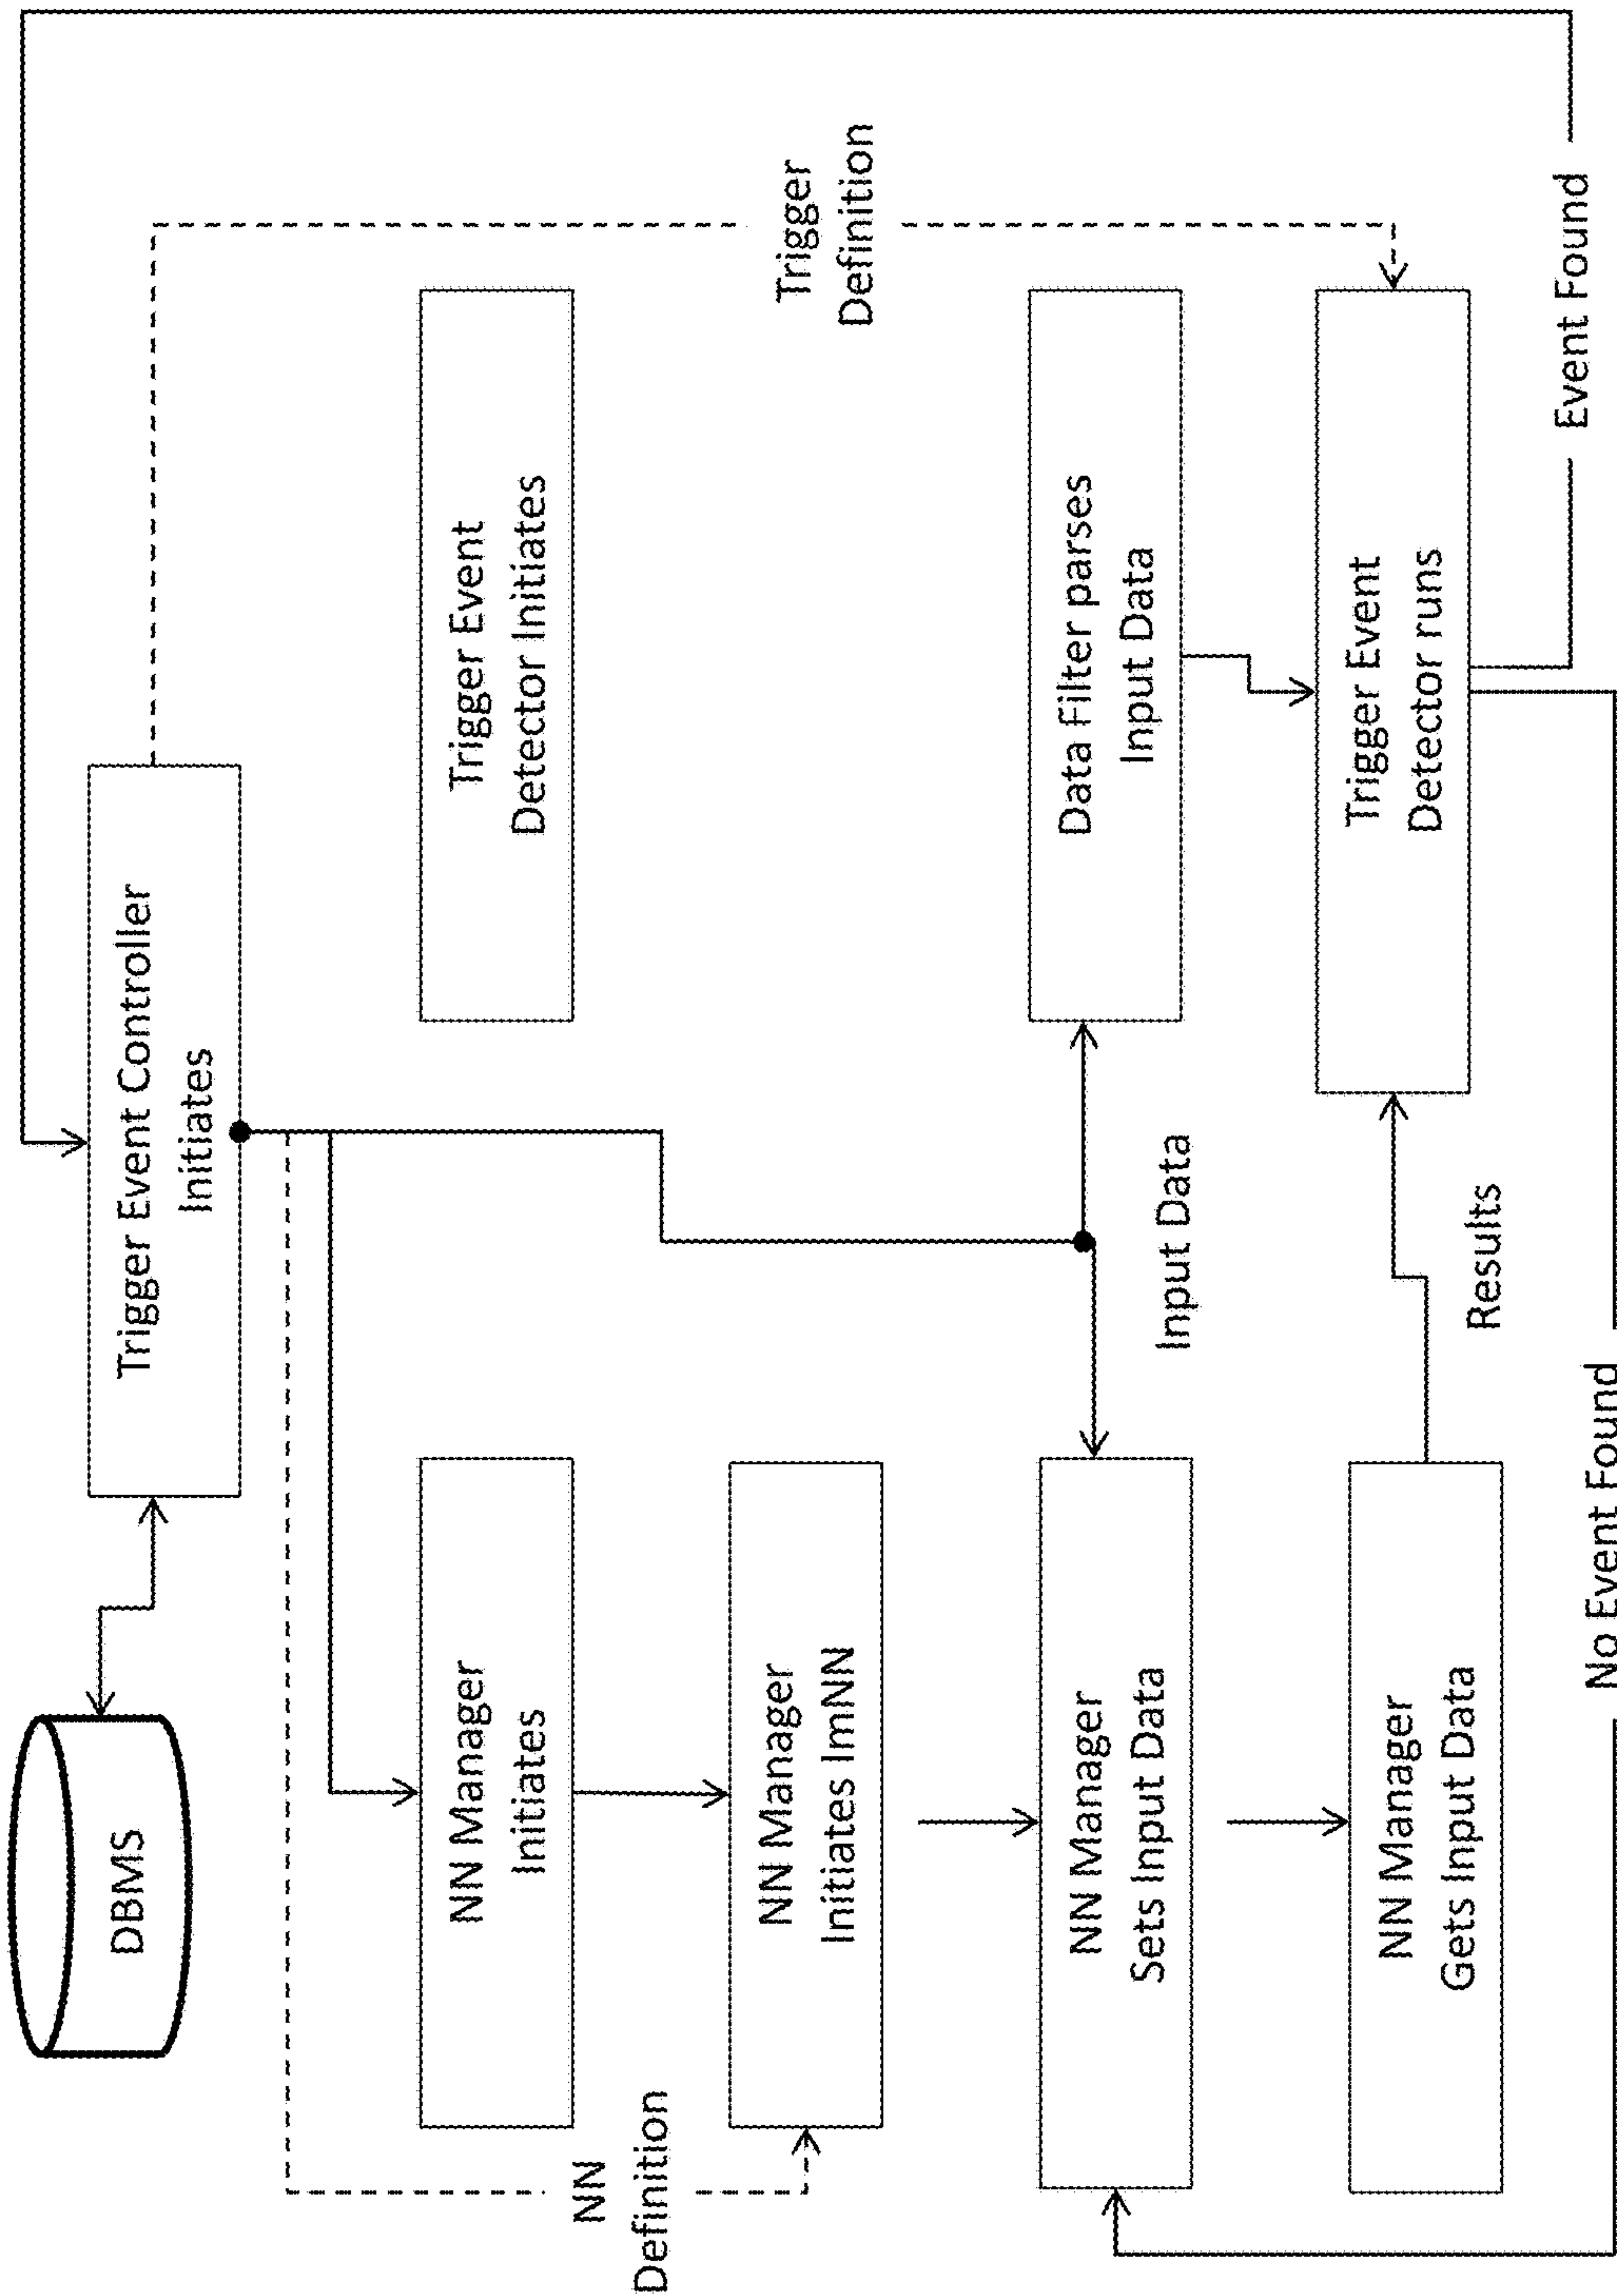 DBMS
Trigger Event Controller
Initiates
NN Manager
Initiates
Trigger Event
Detector Initiates
NN
Definition
NN Manager
Initiates ImNN
Trigger
Definition
NN Manager
Sets Input Data
Input Data
Data Filter parses
Input Data
NN Manager
Gets Input Data
Results
Trigger Event
Detector runs
No Event Found
Event Found